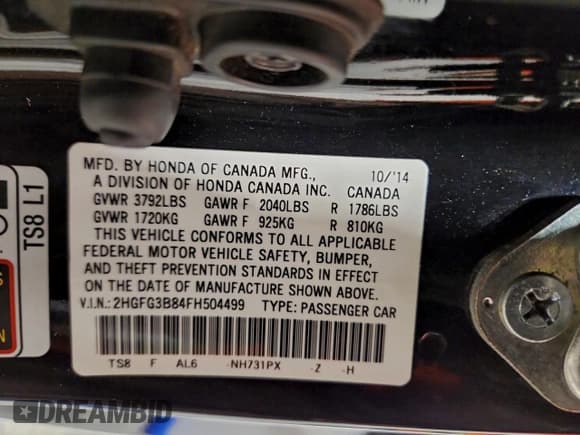 MFD. BY HONDA OF CANADA MFG., 10/'14
A DIVISION OF HONDA CANADA INC. CANADA
GVWR 3792LBS GAWR F 2040LBS R 1786LBS
GVWR 1720KG GAWR F 925KG R 810KG
THIS VEHICLE CONFORMS TO ALL APPLICABLE
FEDERAL MOTOR VEHICLE SAFETY, BUMPER,
AND THEFT PREVENTION STANDARDS IN EFFECT
ON THE DATE OF MANUFACTURE SHOWN ABOVE.
V.I.N.: 2HGFG3B84FH504499 TYPE: PASSENGER CAR
TS8 F AL6 -NH731PX -Z -H
TS8 L1
DREAMBID